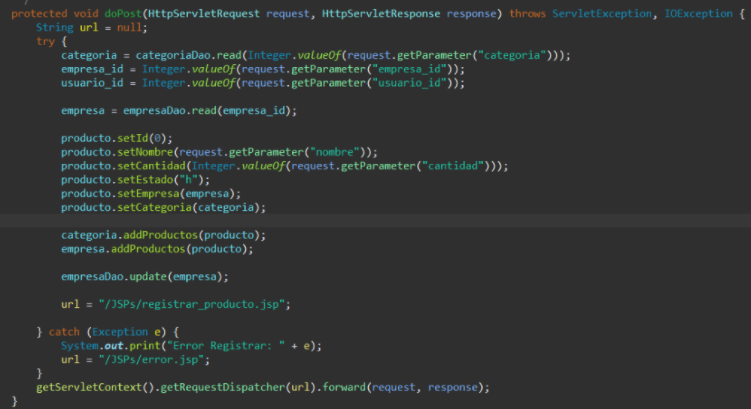 protected void doPost(HttpServletRequest request, HttpServletResponse response) throws ServletException, IOException {
String url = null;
try {
categoria = categoriaDao.read(Integer.valueOf(request.getParameter("categoria")));
empresa_id = Integer.valueOf(request.getParameter("empresa_id"));
usuario_id = Integer.valueOf(request.getParameter("usuario_id"));
empresa = empresaDao.read(empresa_id);
producto.setId(0);
producto.setNombre(request.getParameter("nombre"));
producto.setCantidad(Integer.valueOf(request.getParameter("cantidad")));
producto.setEstado("h");
producto.setEmpresa(empresa);
producto.setCategoria(categoria);
categoria.addProductos(producto);
empresa.addProductos(producto);
empresaDao.update(empresa);
url = "/JSPs/registrar_producto.jsp";
} catch (Exception e) {
System.out.print("Error Registrar: " + e);
url = "/JSPs/error.jsp";
}
getServletContext().getRequestDispatcher(url).forward(request, response);
}